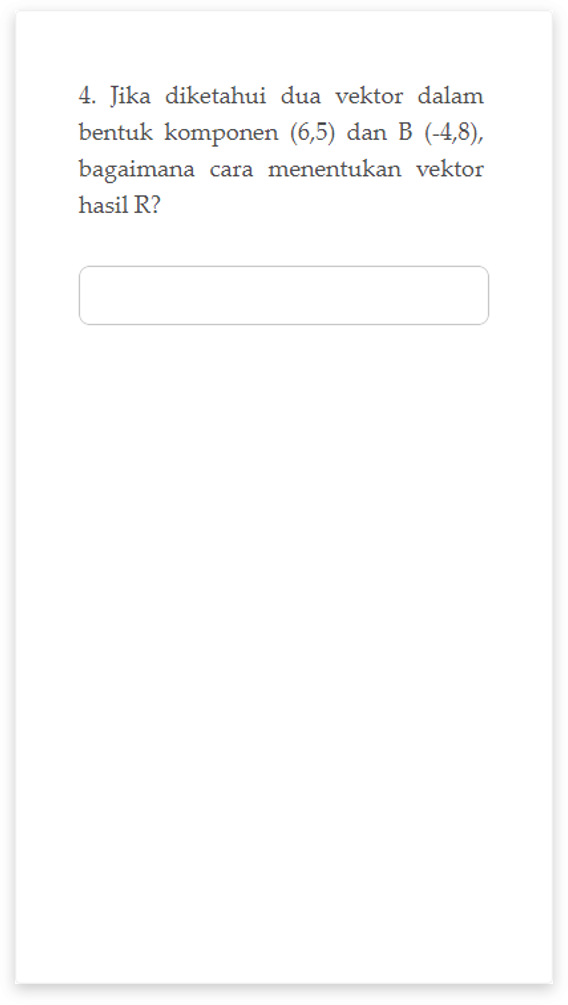 4. Jika diketahui dua vektor dalam
bentuk komponen (6,5) dan B (-4,8),
bagaimana cara menentukan vektor
hasil R?